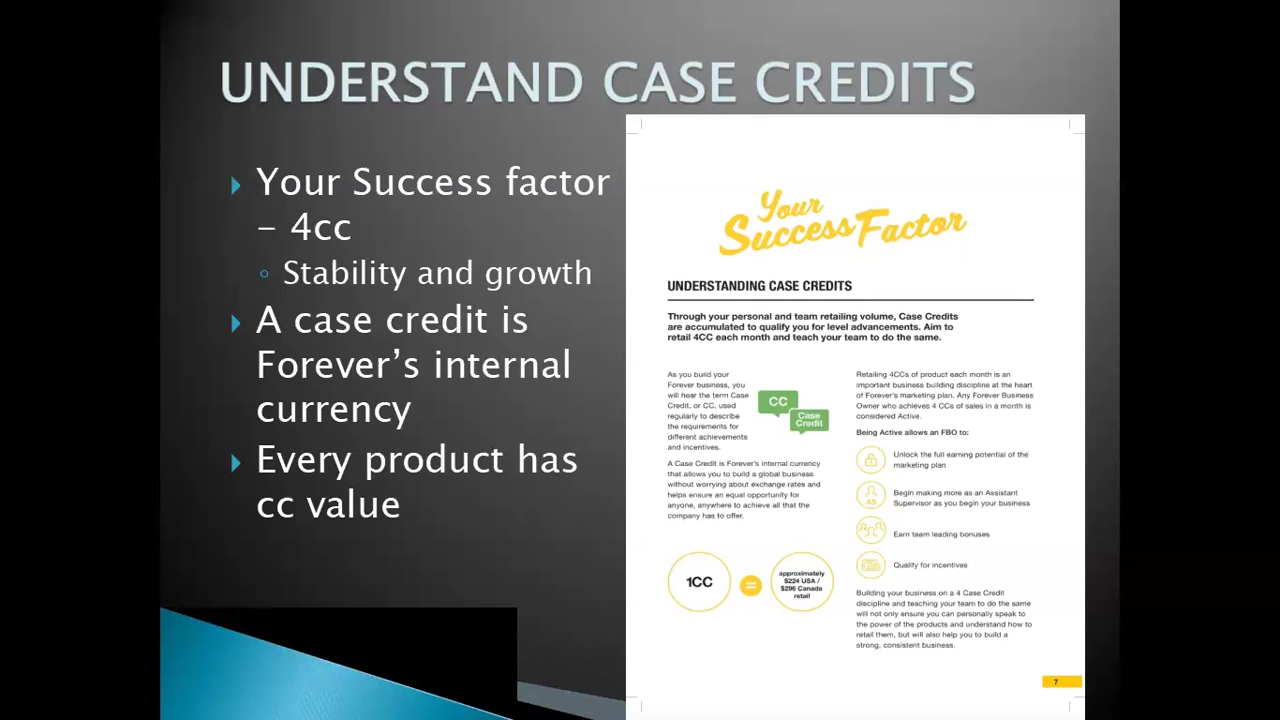 UNDERSTAND CASE CREDITS
Your Success factor
– 4cc
Stability and growth
A case credit is
Forever's internal
currency
Every product has
cc value
Your
Success Factor
UNDERSTANDING CASE CREDITS
Through your personal and team retailing volume, Case Credits
are accumulated to qualify you for level advancements. Aim to
retail 4CC each month and teach your team to do the same.
As you build your
Forever business, you
will hear the term Case
Credit, or CC, used
regularly to describe
the requirements for
different achievements
and incentives.
CC
Case
Credit
A Case Credit is Forever's internal currency
that allows you to build a global business
without worrying about exchange rates and
helps ensure an equal opportunity for
anyone, anywhere to achieve all that the
company has to offer.
1CC
=
approximately
$224 USA /
$296 Canada
retail
Retailing 4CCs of product each month is an
important business building discipline at the heart
of Forever's marketing plan. Any Forever Business
Owner who achieves 4 CCs of sales in a month is
considered Active.
Being Active allows an FBO to:
Unlock the full earning potential of the
marketing plan
AS
Begin making more as an Assistant
Supervisor as you begin your business
Earn team leading bonuses
Qualify for incentives
Building your business on a 4 Case Credit
discipline and teaching your team to do the same
will not only ensure you can personally speak to
the power of the products and understand how to
retail them, but will also help you to build a
strong, consistent business.
7